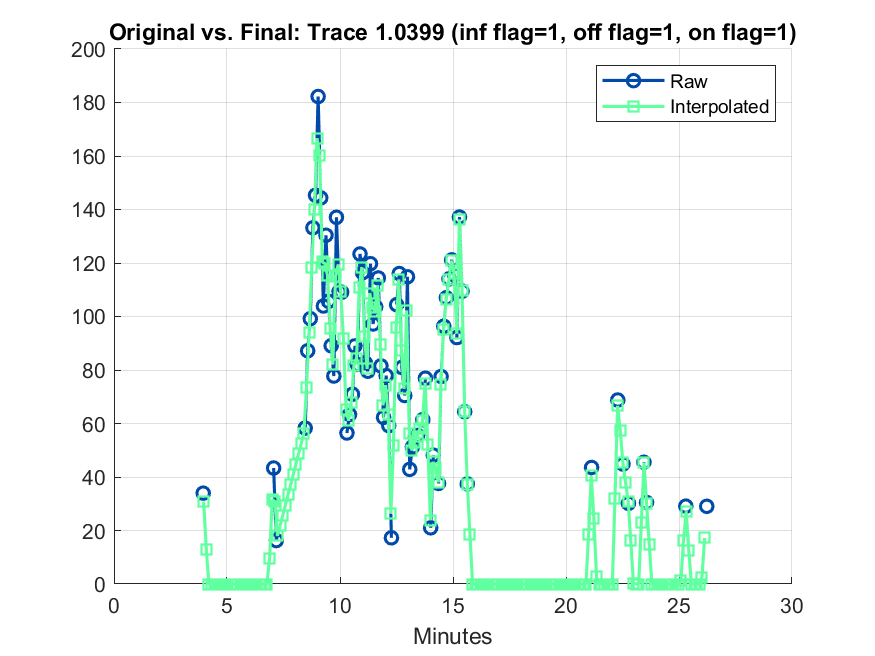 Original vs. Final: Trace 1.0399 (inf flag=1, off flag=1, on flag=1)
200
180
160
140
120
100
80
60
40
20
0
Raw
Interpolated
0 5 10 15 20 25 30
Minutes